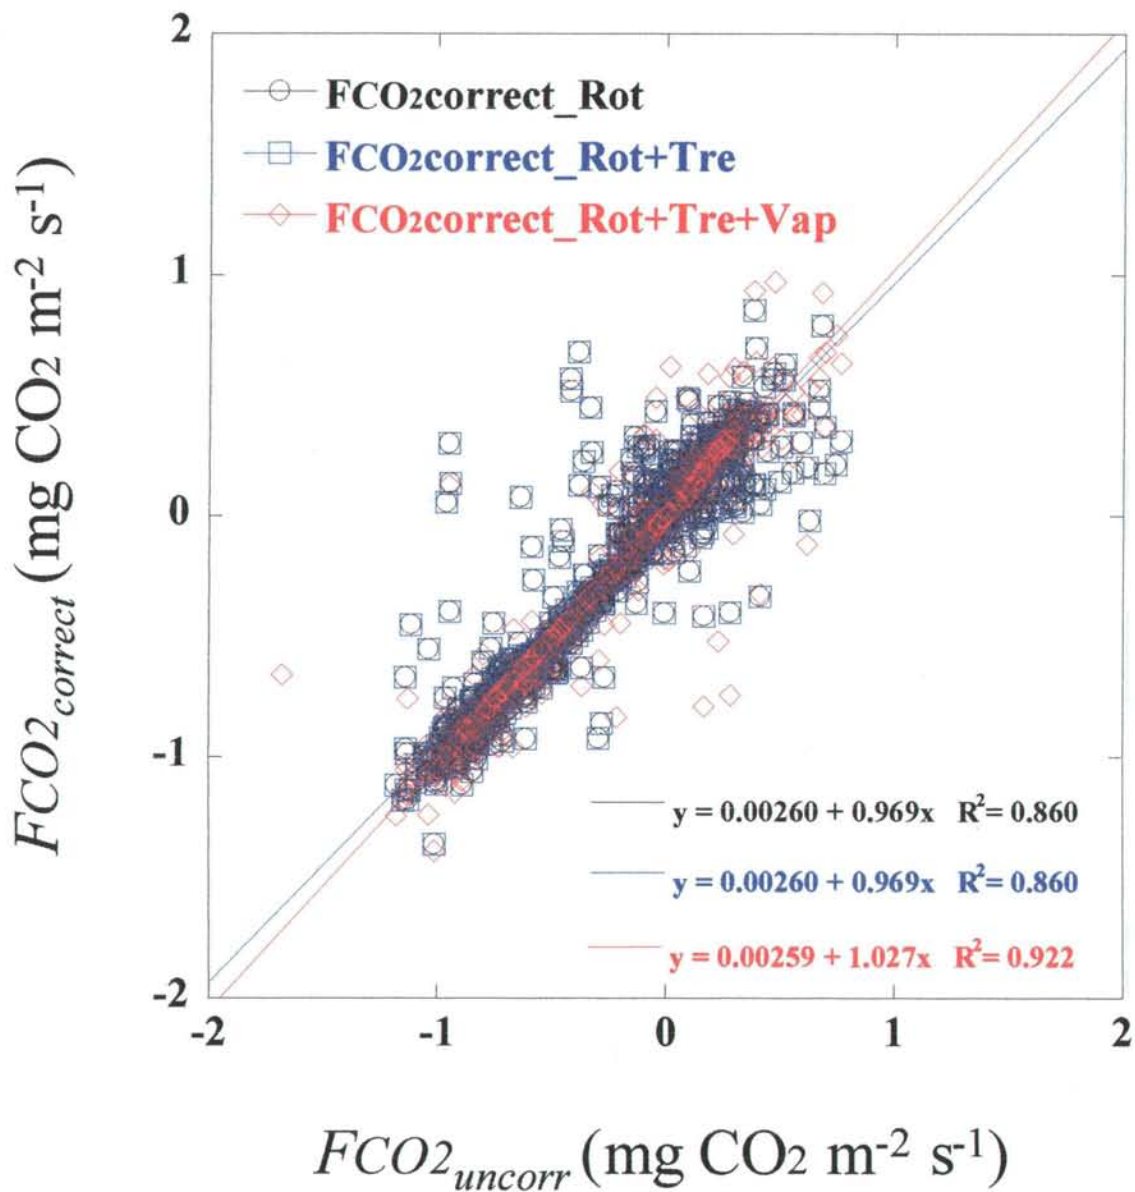 2
FCO2correct_Rot
FCO2correct_Rot+Tre
FCO2correct_Rot+Tre+Vap
1
0
-1
-2
FCO2correct (mg CO2 m-2 s-1)
y = 0.00260 + 0.969x R2= 0.860
y = 0.00260 + 0.969x R2= 0.860
y = 0.00259 + 1.027x R2= 0.922
-2 -1 0 1 2
FCO2uncorr (mg CO2 m-2 s-1)